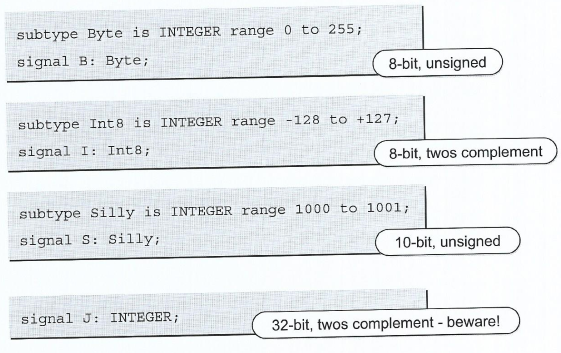 subtype Byte is INTEGER range 0 to 255;
signal B: Byte;
8-bit, unsigned
subtype Int8 is INTEGER range -128 to +127;
signal I: Int8;
8-bit, twos complement
subtype Silly is INTEGER range 1000 to 1001;
signal S: Silly;
10-bit, unsigned
signal J: INTEGER;
32-bit, twos complement - beware!